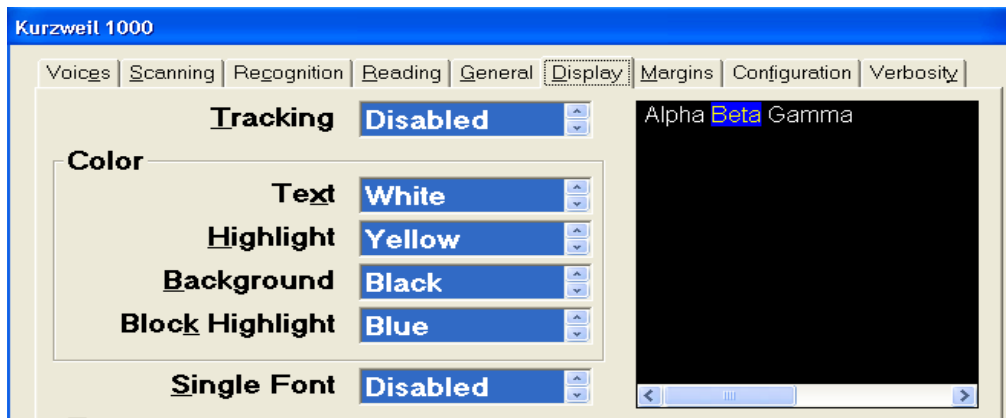 Kurzweil 1000
Voices Scanning Recognition Reading General Display Margins Configuration Verbosity
Tracking Disabled
Alpha Beta Gamma
Color
Text White
Highlight Yellow
Background Black
Block Highlight Blue
Single Font Disabled